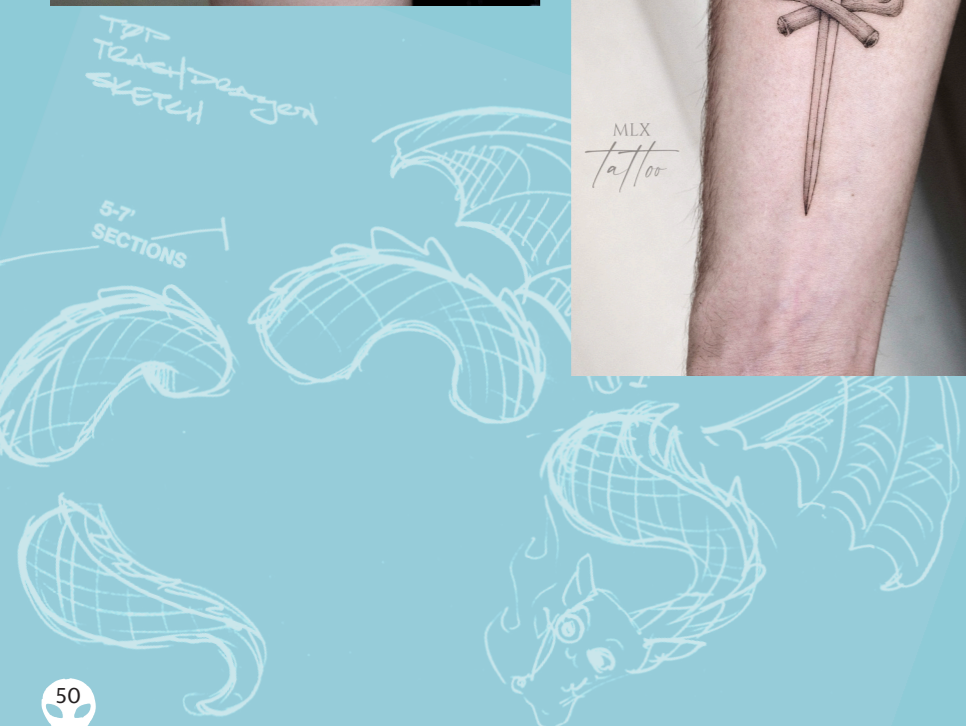 TOP
TRASH DRAGON
SKETCH
5-7'
SECTIONS
MLX
tattoo
50